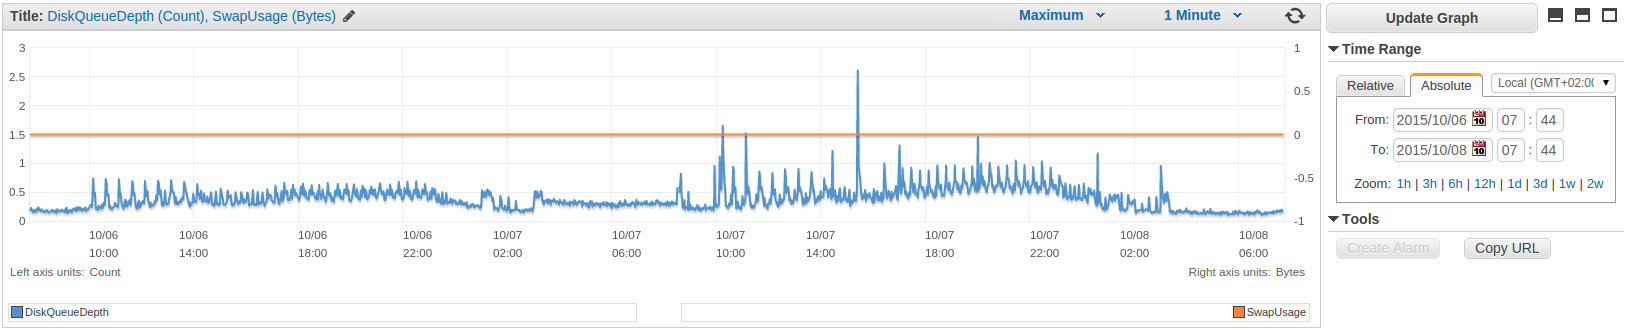 Title: DiskQueueDepth (Count), SwapUsage (Bytes) Maximum 1 Minute
3 1
2.5 0.5
2
1.5 0
1
0.5 -0.5
0 -1
10/06 10/06 10/06 10/06 10/07 10/07 10/07 10/07 10/07 10/07 10/08 10/08
10:00 14:00 18:00 22:00 02:00 06:00 10:00 14:00 18:00 22:00 02:00 06:00
Left axis units: Count Right axis units: Bytes
DiskQueueDepth SwapUsage
Update Graph
Time Range
Relative Absolute Local (GMT+02:00
From: 2015/10/06 10 07 : 44
To: 2015/10/08 10 07 : 44
Zoom: 1h | 3h | 6h | 12h | 1d | 3d | 1w | 2w
Tools
Create Alarm Copy URL